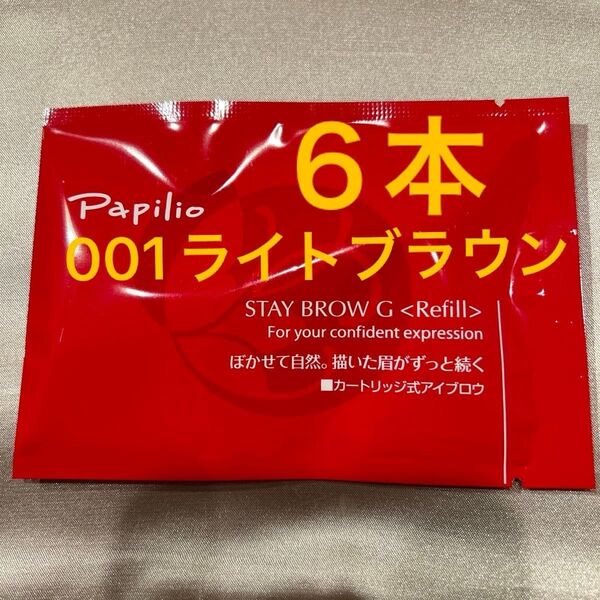 6本
Papilio
001ライトブラウン
STAY BROW G <Refill>
For your confident expression
ぼかせて自然。描いた眉がずっと続く
■カートリッジ式アイブロウ